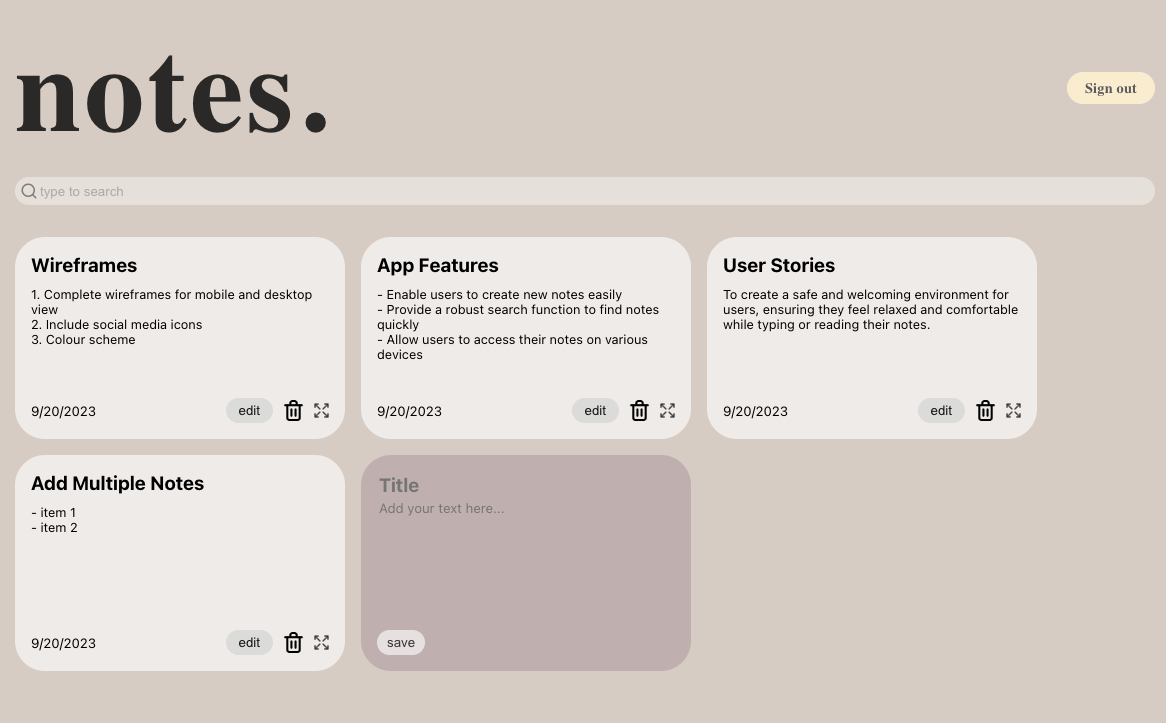 notes.
Sign out
type to search
Wireframes
1. Complete wireframes for mobile and desktop
view
2. Include social media icons
3. Colour scheme
9/20/2023
edit
App Features
- Enable users to create new notes easily
- Provide a robust search function to find notes
quickly
- Allow users to access their notes on various
devices
9/20/2023
edit
User Stories
To create a safe and welcoming environment for
users, ensuring they feel relaxed and comfortable
while typing or reading their notes.
9/20/2023
edit
Add Multiple Notes
- item 1
- item 2
9/20/2023
edit
Title
Add your text here...
save